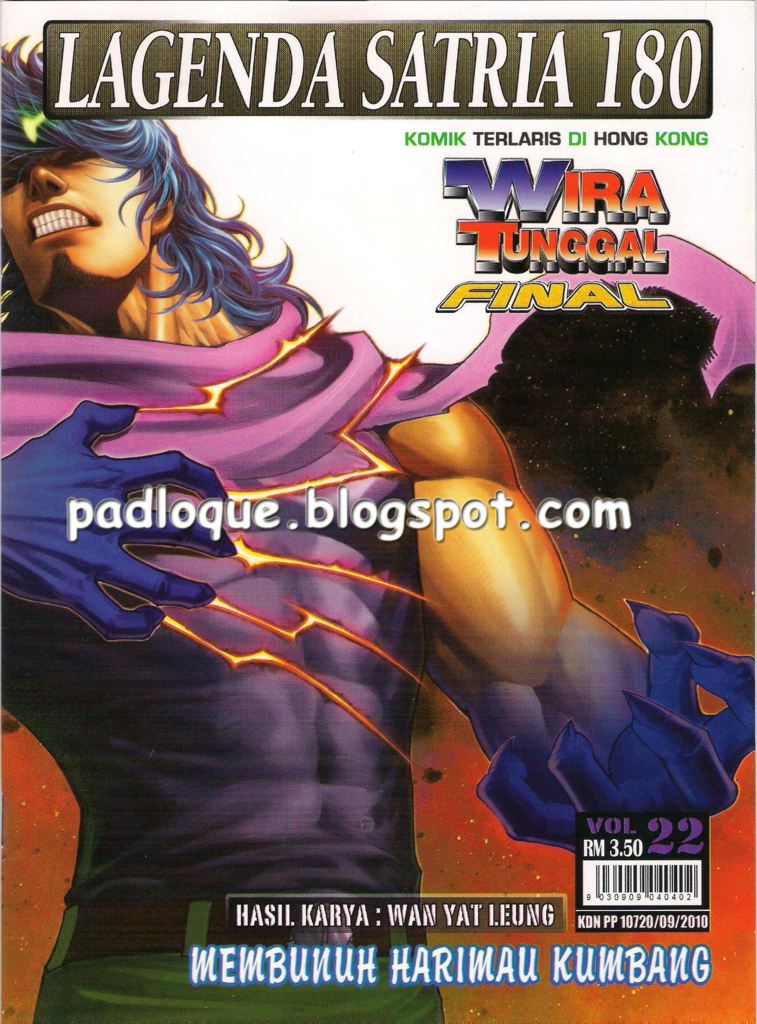 LAGENDA SATRIA 180
KOMIK TERLARIS DI HONG KONG
WIRA
TUNGGAL
FINAL
padloque.blogspot.com
VOL 22
RM 3.50
9 030909 040402
KDN PP 10720/09/2010
HASIL KARYA : WAN YAT LEUNG
MEMBUNUH HARIMAU KUMBANG